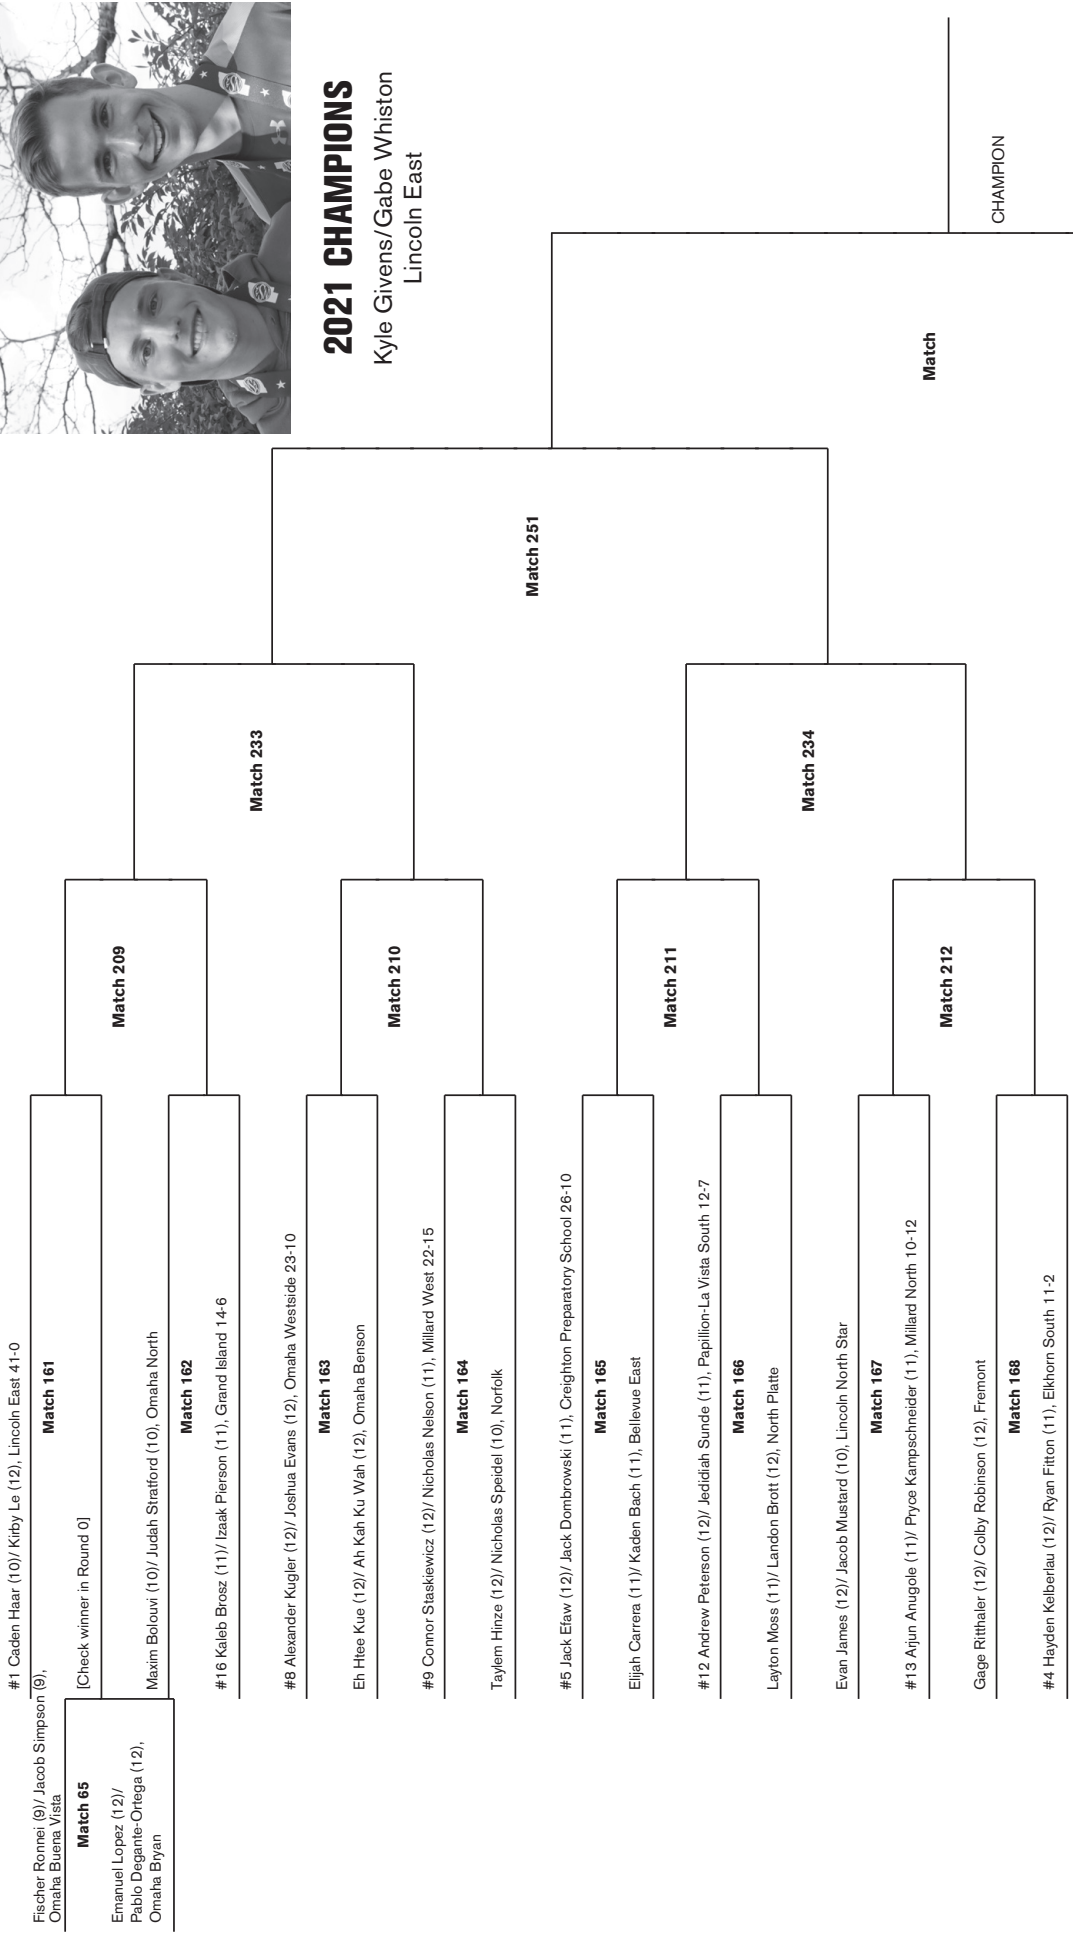 #1 Caden Haar (10)/ Kirby Le (12), Lincoln East 41-0
Fischer Ronnei (9)/ Jacob Simpson (9),
Omaha Buena Vista
Match 65
Emanuel Lopez (12)/
Pablo Degante-Ortega (12),
Omaha Bryan
Match 161
[Check winner in Round 0]
Maxim Bolouvi (10)/ Judah Stratford (10), Omaha North
Match 162
#16 Kaleb Brosz (11)/ Izaak Pierson (11), Grand Island 14-6
#8 Alexander Kugler (12)/ Joshua Evans (12), Omaha Westside 23-10
Match 163
Eh Htee Kue (12)/ Ah Kah Ku Wah (12), Omaha Benson
#9 Connor Staskiewicz (12)/ Nicholas Nelson (11), Millard West 22-15
Match 164
Taylem Hinze (12)/ Nicholas Speidel (10), Norfolk
#5 Jack Efaw (12)/ Jack Dombrowski (11), Creighton Preparatory School 26-10
Match 165
Elijah Carrera (11)/ Kaden Bach (11), Bellevue East
#12 Andrew Peterson (12)/ Jedidiah Sunde (11), Papillion-La Vista South 12-7
Match 166
Layton Moss (11)/ Landon Brott (12), North Platte
Evan James (12)/ Jacob Mustard (10), Lincoln North Star
Match 167
#13 Arjun Anugole (11)/ Pryce Kampschneider (11), Millard North 10-12
Gage Ritthaler (12)/ Colby Robinson (12), Fremont
Match 168
#4 Hayden Kelberlau (12)/ Ryan Fitton (11), Elkhorn South 11-2
Match 209
Match 210
Match 211
Match 212
Match 233
Match 234
Match 251
Match
CHAMPION
2021 CHAMPIONS
Kyle Givens/Gabe Whiston
Lincoln East